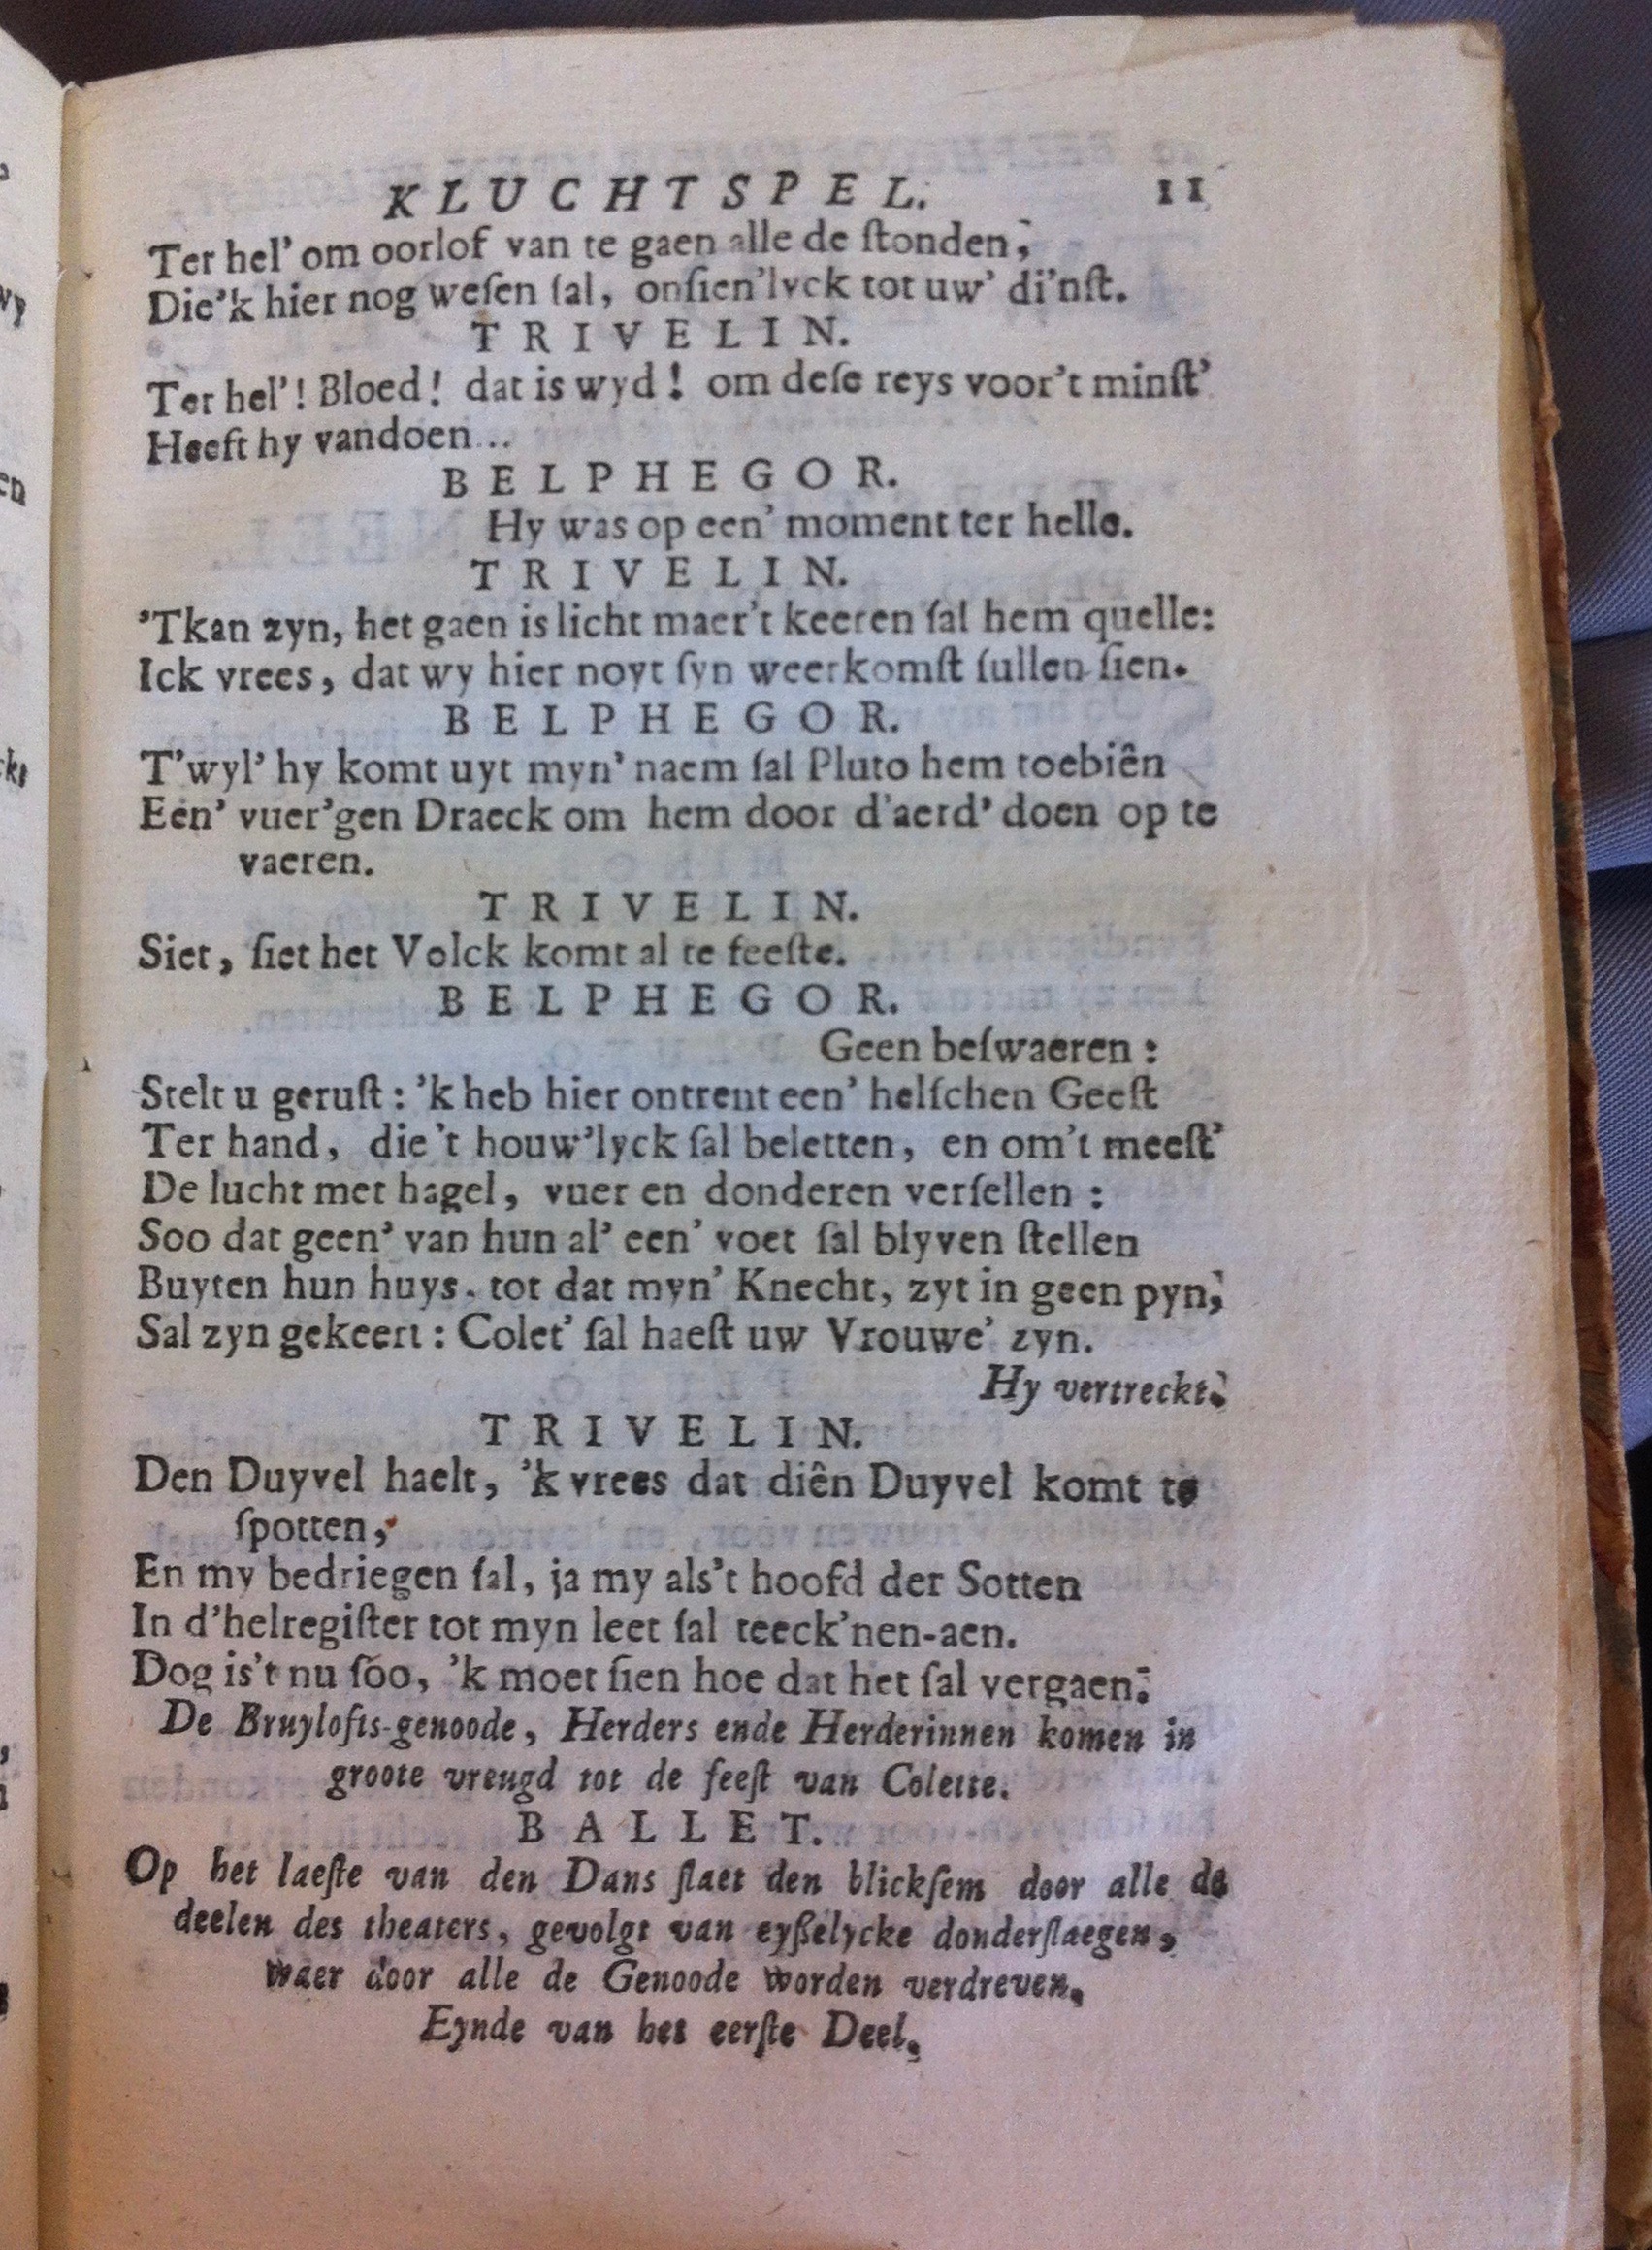 KLUCHTSPEL. 11
Ter hel' om oorlof van te gaen alle de ſtonden,
Die'k hier nog weſen ſal, onſien'lyck tot uw' di'nſt.
TRIVELIN.
Ter hel'! Bloed! dat is wyd! om deſe reys voor't minſt'
Heeft hy vandoen...
BELPHEGOR.
Hy was op een' moment ter helle.
TRIVELIN.
'Tkan zyn, het gaen is licht maer't keeren ſal hem quelle:
Ick vrees, dat wy hier noyt ſyn weerkomſt ſullen ſien.
BELPHEGOR.
T'wyl' hy komt uyt myn' naem ſal Pluto hem toebiên
Een' vuer'gen Draeck om hem door d'aerd' doen op te
vaeren.
TRIVELIN.
Siet, ſiet het Volck komt al te feeſte.
BELPHEGOR.
Geen beſwaeren:
Stelt u geruſt: 'k heb hier ontrent een' helſchen Geeſt
Ter hand, die 't houw'lyck ſal beletten, en om't meeſt'
De lucht met hagel, vuer en donderen verſellen:
Soo dat geen' van hun al' een' voet ſal blyven ſtellen
Buyten hun huys, tot dat myn' Knecht, zyt in geen pyn,
Sal zyn gekeert: Colet' ſal haeſt uw Vrouwe' zyn.
Hy vertreckt.
TRIVELIN.
Den Duyvel haelt, 'k vrees dat diên Duyvel komt te
ſpotten,
En my bedriegen ſal, ja my als't hoofd der Sotten
In d'helregiſter tot myn leet ſal teeck'nen-aen.
Dog is't nu ſoo, 'k moet ſien hoe dat het ſal vergaen.
De Bruylofts-genoode, Herders ende Herderinnen komen in
groote vreugd tot de feeſt van Colette.
BALLET.
Op het laeſte van den Dans ſlaet den blickſem door alle de
deelen des theaters, gevolgt van eyßelycke donderſlaegen,
waer door alle de Genoode worden verdreven.
Eynde van het eerſte Deel.